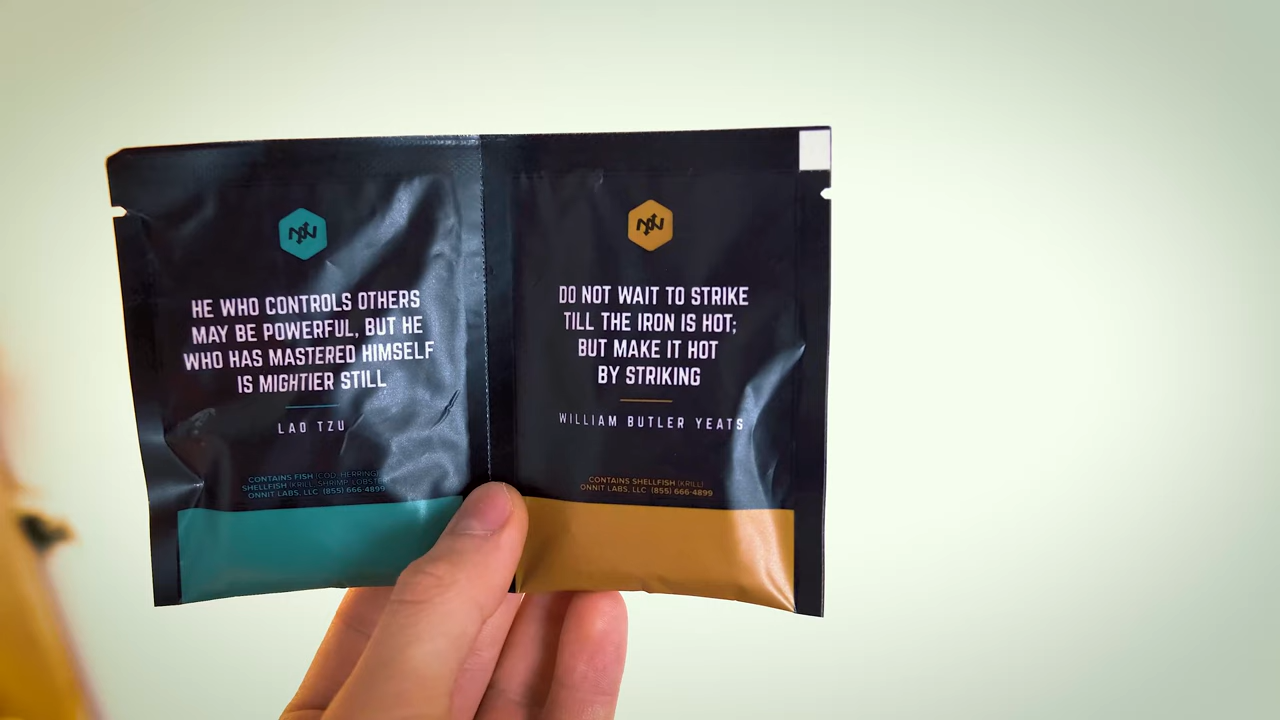 HE WHO CONTROLS OTHERS
MAY BE POWERFUL, BUT HE
WHO HAS MASTERED HIMSELF
IS MIGHTIER STILL
LAO TZU
CONTAINS FISH (COD, HERRING)
SHELLFISH (KRILL, SHRIMP, LOBSTER
ONNIT LABS, LLC (855) 666-4899
DO NOT WAIT TO STRIKE
TILL THE IRON IS HOT;
BUT MAKE IT HOT
BY STRIKING
WILLIAM BUTLER YEATS
CONTAINS SHELLFISH (KRILL)
ONNIT LABS, LLC (855) 666-4899